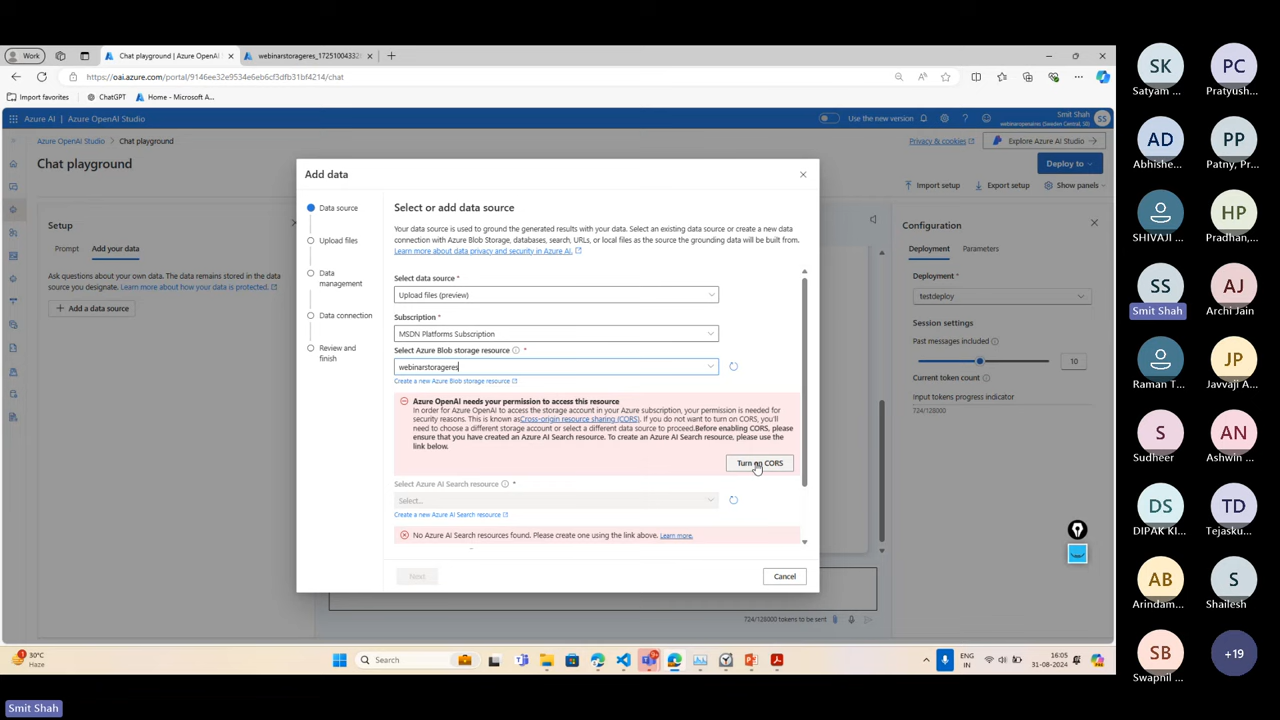 Work
Chat playground | Azure OpenAI
webinarstorageres_17251004332
https://oai.azure.com/portal/9146ee32e9534e6eb6cf3dfb31bf4214/chat
Import favorites
ChatGPT
Home - Microsoft A...
Azure AI | Azure OpenAI Studio
Use the new version
Smit Shah
SS
Azure OpenAI Studio
Chat playground
Privacy & cookies
Explore Azure AI Studio
Chat playground
Deploy to
Import setup
Export setup
Show panels
Setup
Prompt
Add your data
Ask questions about your own data. The data remains stored in the data
source you designate. Learn more about how your data is protected.
Add a data source
Add data
Data source
Upload files
Data
management
Data connection
Review and
finish
Select or add data source
Your data source is used to ground the generated results with your data. Select an existing data source or create a new data
connection with Azure Blob Storage, databases, search, URLs, or local files as the source the grounding data will be built from.
Learn more about data privacy and security in Azure AI.
Select data source *
Upload files (preview)
Subscription *
MSDN Platforms Subscription
Select Azure Blob storage resource *
webinarstorageres
Create a new Azure Blob storage resource
Azure OpenAI needs your permission to access this resource
In order for Azure OpenAI to access the storage account in your Azure subscription, your permission is needed for
security reasons. This is known as Cross-origin resource sharing (CORS). If you do not want to turn on CORS, you'll
need to choose a different storage account or select a different data source to proceed. Before enabling CORS, please
ensure that you have created an Azure AI Search resource. To create an Azure AI Search resource, please use the
link below.
Turn on CORS
Select Azure AI Search resource *
Select...
Create a new Azure AI Search resource
No Azure AI Search resources found. Please create one using the link above. Learn more.
Next
Cancel
724/128000 tokens to be sent
Configuration
Deployment
Parameters
Deployment *
testdeploy
Session settings
Past messages included
10
Current token count
Input tokens progress indicator
724/128000
1
30°C
Haze
Search
ENG
IN
16:05
31-08-2024
SK
Satyam ...
PC
Pratyush...
AD
Abhishe...
PP
Patny, Pr...
SHIVAJI ...
HP
Pradhan,...
SS
Smit Shah
AJ
Archi Jain
Raman T...
JP
Javvaji A...
S
Sudheer
AN
Ashwin ...
DS
DIPAK KI...
TD
Tejasku...
AB
Arindam...
S
Shailesh
SB
Swapnil ...
+19
Smit Shah